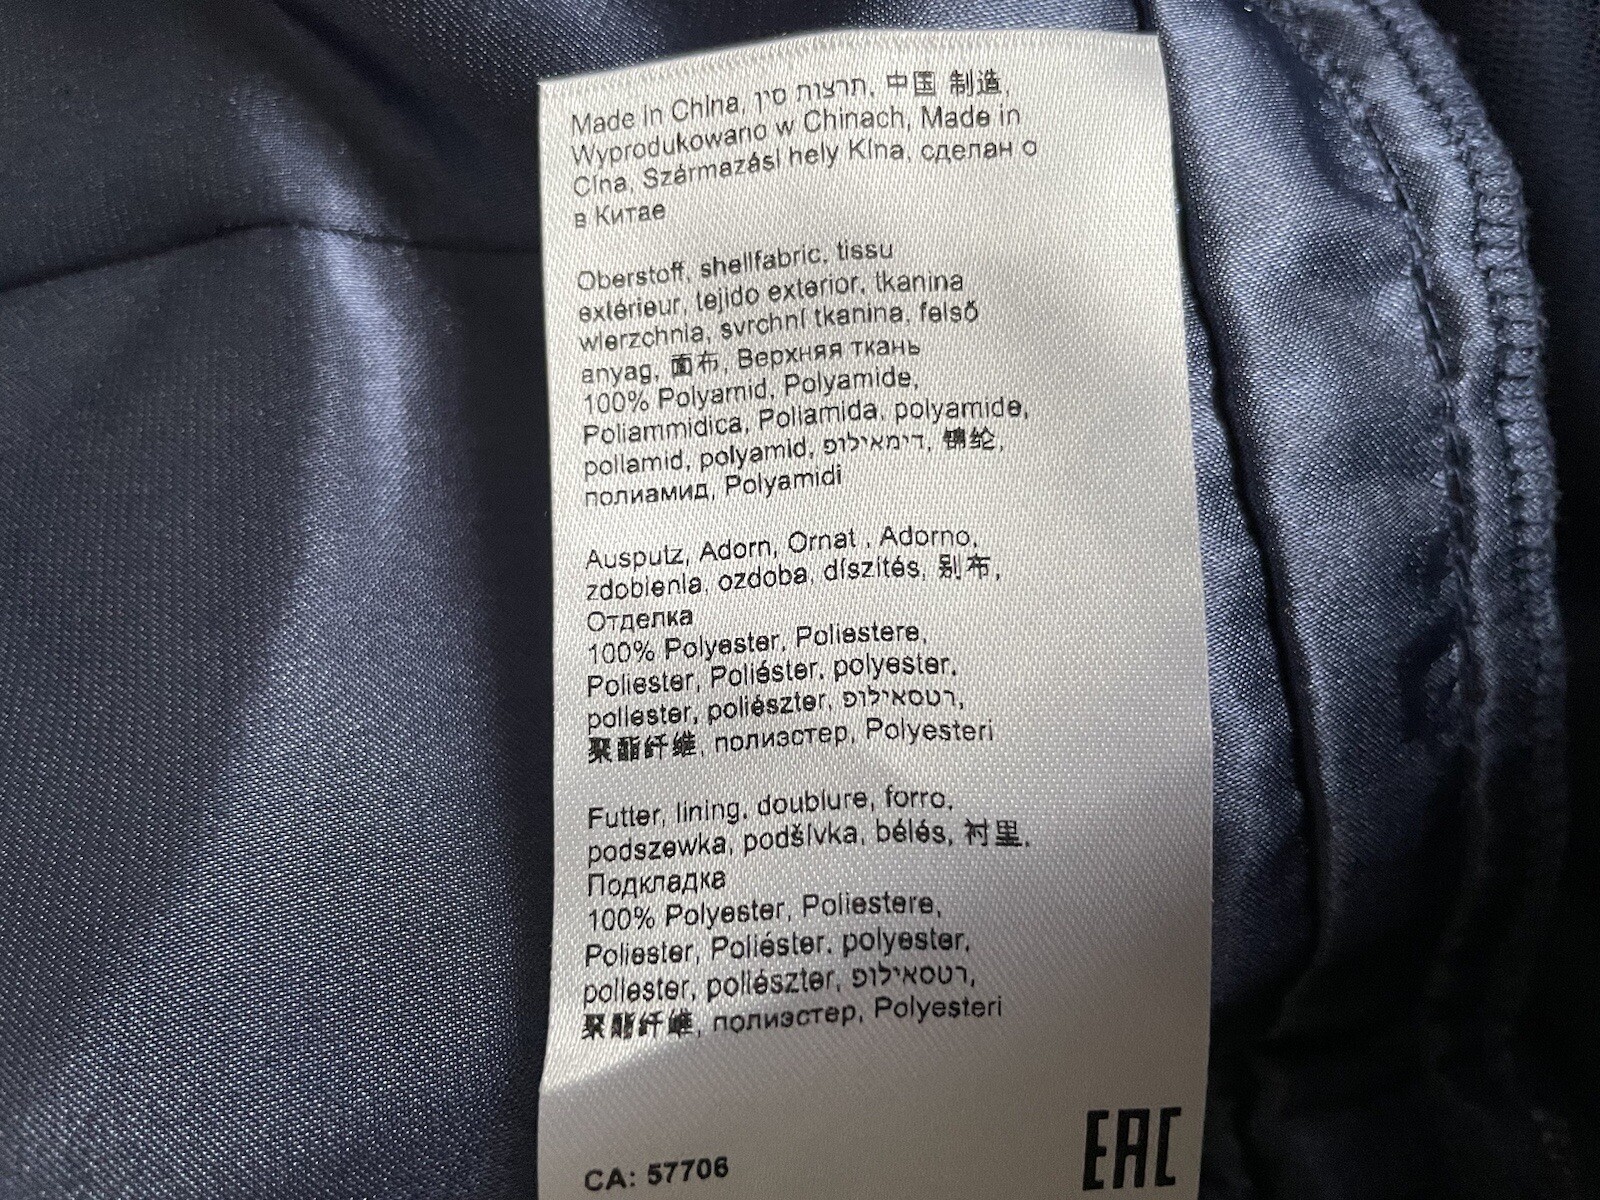 Made in China, תרצות סין, 中国 制造,
Wyprodukowano w Chinach, Made in
Cína, Származási hely Kína, сделан о
в Китае
Oberstoff, shellfabric, tissu
extérieur, tejido exterior, tkanina
wierzchnia, svrchní tkanina, felső
anyag, 面布, Верхняя ткань
100% Polyamid, Polyamide,
Poliammidica, Poliamida, polyamide,
poliamid, polyamid, דימאילופ, 锦纶,
полиамид, Polyamidi
Ausputz, Adorn, Ornat , Adorno,
zdobienia, ozdoba, díszítés, 别布,
Отделка
100% Polyester, Poliestere,
Poliester, Poliéster, polyester,
poliester, poliészter, רטסאילופ,
聚酯纤维, полиэстер, Polyesteri
Futter, lining, doublure, forro,
podszewka, podšívka, bélés, 衬里,
Подкладка
100% Polyester, Poliestere,
Poliester, Poliéster, polyester,
poliester, poliészter, רטסאילופ,
聚酯纤维, полиэстер, Polyesteri
EAC
CA: 57706